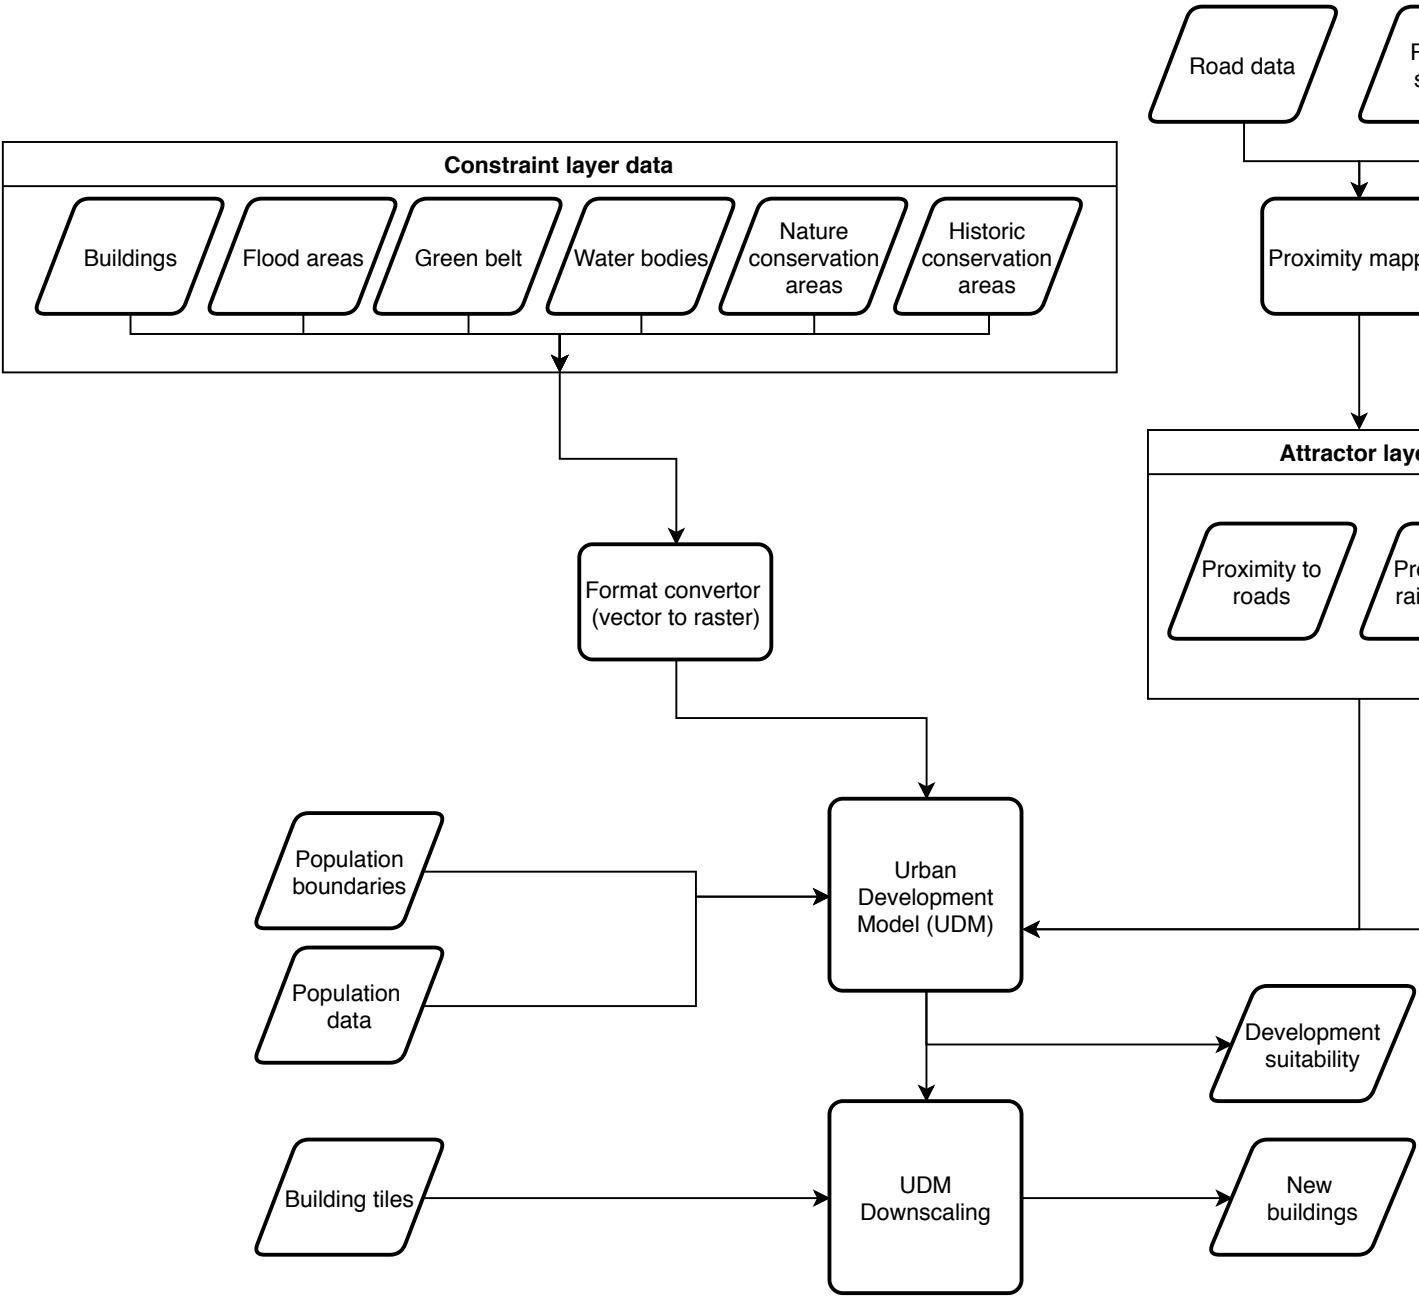 Road data
Constraint layer data
Buildings
Flood areas
Green belt
Water bodies
Nature
conservation
areas
Historic
conservation
areas
Proximity
Attractor
Proximity to
roads
Format convertor
(vector to raster)
Population
boundaries
Population
data
Urban
Development
Model (UDM)
Development
suitability
Building tiles
UDM
Downscaling
New
buildings